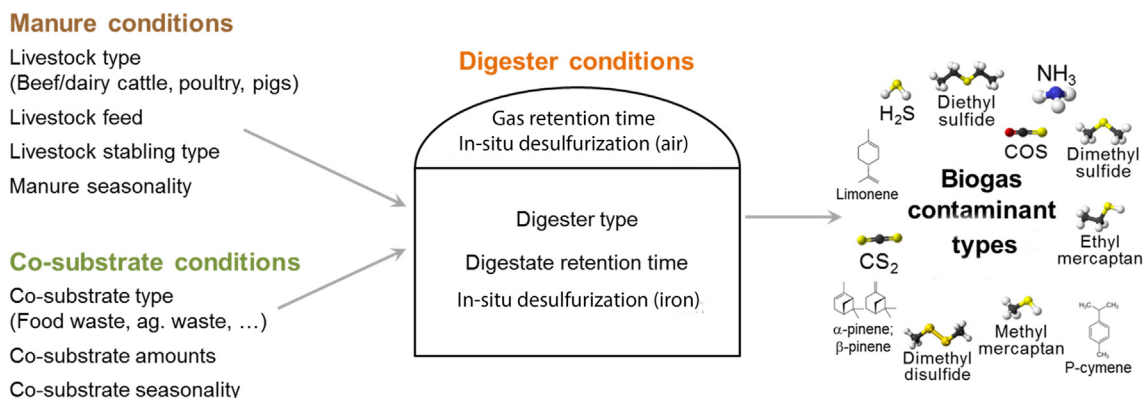 Manure conditions
Livestock type
(Beef/dairy cattle, poultry, pigs)
Livestock feed
Livestock stabling type
Manure seasonality
Co-substrate conditions
Co-substrate type
(Food waste, ag. waste, …)
Co-substrate amounts
Co-substrate seasonality
Digester conditions
Gas retention time
In-situ desulfurization (air)
Digester type
Digestate retention time
In-situ desulfurization (iron)
Biogas
contaminant
types
H₂S
Diethyl
sulfide
NH₃
COS
Dimethyl
sulfide
Limonene
Ethyl
mercaptan
CS₂
α-pinene;
β-pinene
Dimethyl
disulfide
Methyl
mercaptan
H₃C CH₃
CH₃
P-cymene